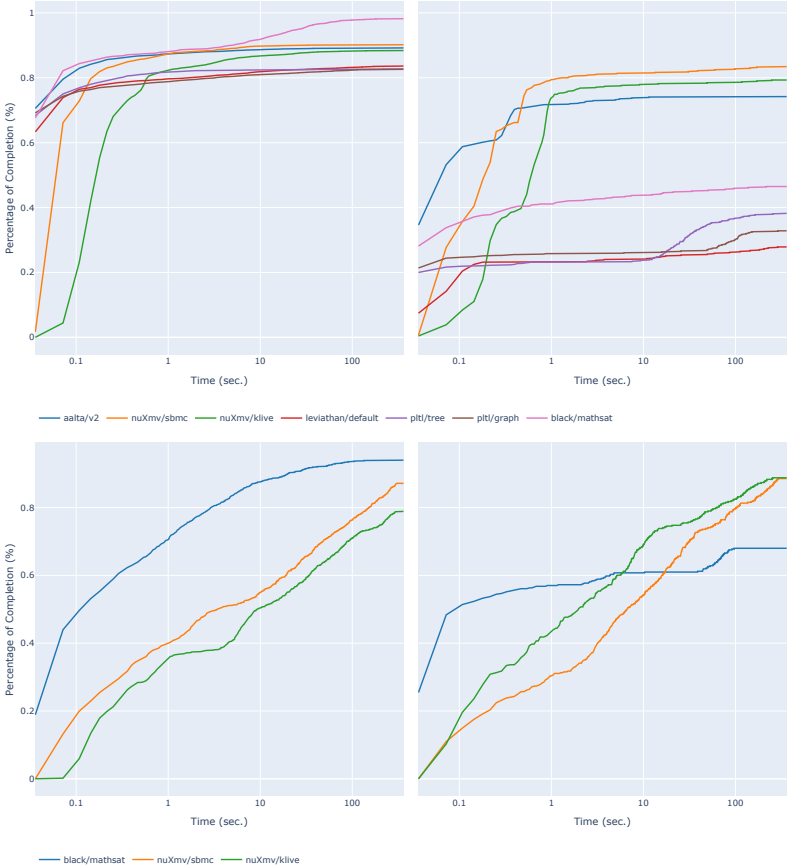 1
0.8
0.6
0.4
0.2
0
Percentage of Completion (%)
0.1 1 10 100
0.1 1 10 100
Time (sec.) Time (sec.)
aalta/v2 nuXmv/sbmc nuXmv/klive leviathan/default pltl/tree pltl/graph black/mathsat
0.8
0.6
0.4
0.2
0
Percentage of Completion (%)
0.1 1 10 100
0.1 1 10 100
Time (sec.) Time (sec.)
black/mathsat nuXmv/sbmc nuXmv/klive